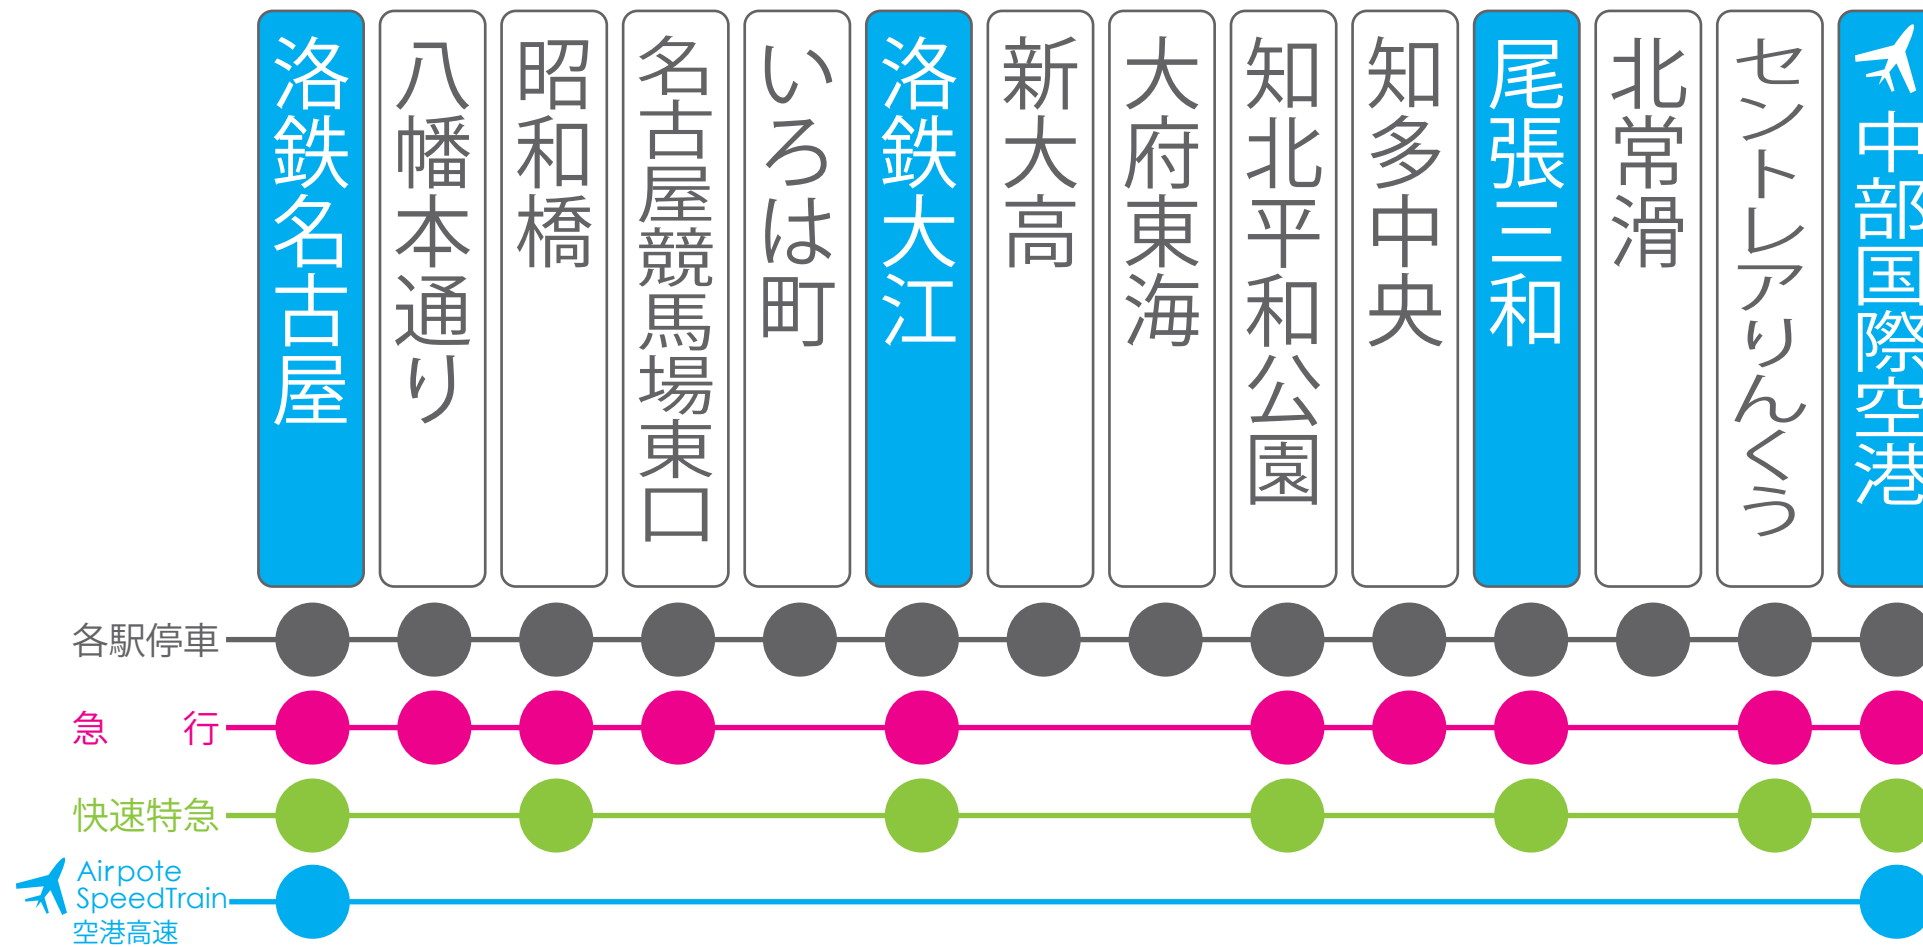 洛鉄名古屋
八幡本通り
昭和橋
名古屋競馬場東口
いろは町
洛鉄大江
新大高
大府東海
知北平和公園
知多中央
尾張三和
北常滑
セントレアりんくう
中部国際空港
各駅停車
急　　行
快速特急
Airpote
SpeedTrain
空港高速